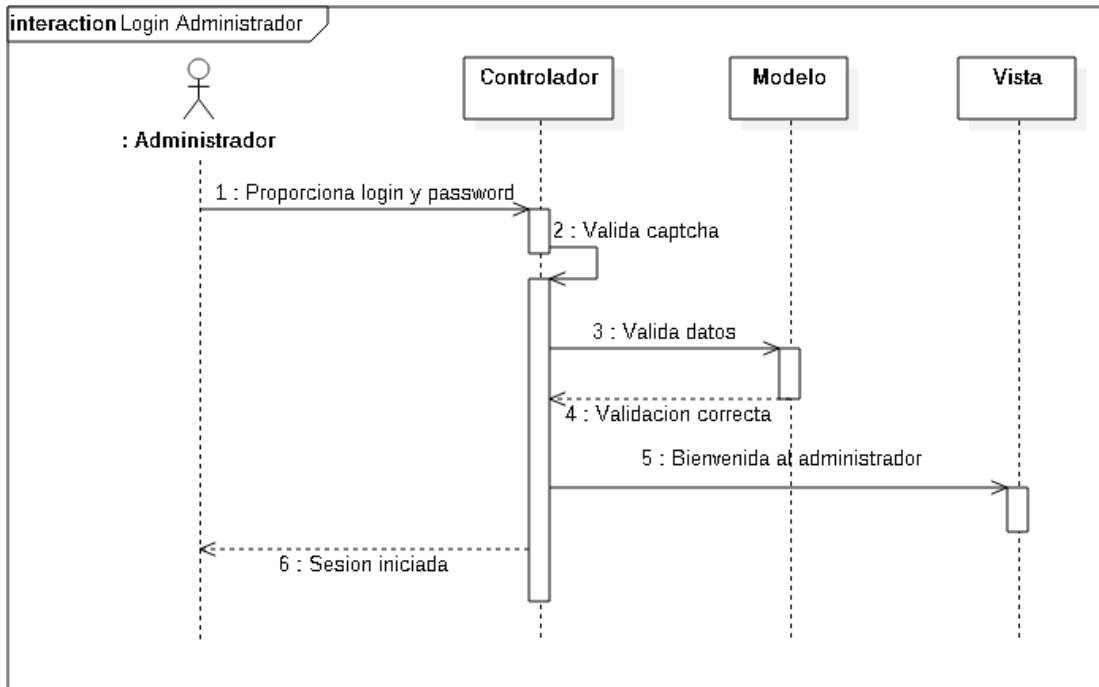 interaction Login Administrador
Controlador
Modelo
Vista
: Administrador
1 : Proporciona login y password
2 : Valida captcha
3 : Valida datos
4 : Validacion correcta
5 : Bienvenida al administrador
6 : Sesion iniciada